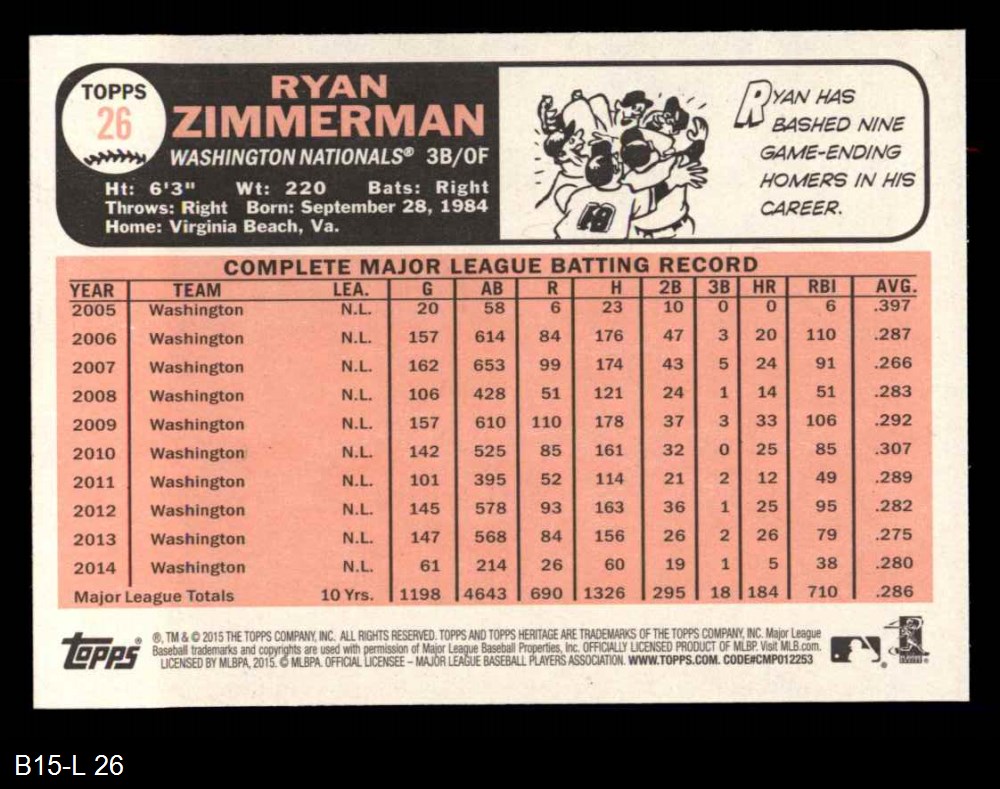 TOPPS
26
RYAN
ZIMMERMAN
WASHINGTON NATIONALS® 3B/OF
Ht: 6'3" Wt: 220 Bats: Right
Throws: Right Born: September 28, 1984
Home: Virginia Beach, Va.
RYAN HAS
BASHED NINE
GAME-ENDING
HOMERS IN HIS
CAREER.
COMPLETE MAJOR LEAGUE BATTING RECORD
YEAR TEAM LEA. G AB R H 2B 3B HR RBI AVG.
2005 Washington N.L. 20 58 6 23 10 0 0 6 .397
2006 Washington N.L. 157 614 84 176 47 3 20 110 .287
2007 Washington N.L. 162 653 99 174 43 5 24 91 .266
2008 Washington N.L. 106 428 51 121 24 1 14 51 .283
2009 Washington N.L. 157 610 110 178 37 3 33 106 .292
2010 Washington N.L. 142 525 85 161 32 0 25 85 .307
2011 Washington N.L. 101 395 52 114 21 2 12 49 .289
2012 Washington N.L. 145 578 93 163 36 1 25 95 .282
2013 Washington N.L. 147 568 84 156 26 2 26 79 .275
2014 Washington N.L. 61 214 26 60 19 1 5 38 .280
Major League Totals 10 Yrs. 1198 4643 690 1326 295 18 184 710 .286
Topps®
®, TM & © 2015 THE TOPPS COMPANY, INC. ALL RIGHTS RESERVED. TOPPS AND TOPPS HERITAGE ARE TRADEMARKS OF THE TOPPS COMPANY, INC. Major League
Baseball trademarks and copyrights are used with permission of Major League Baseball Properties, Inc. OFFICIALLY LICENSED PRODUCT OF MLBP. Visit MLB.com.
LICENSED BY MLBPA, 2015. © MLBPA. OFFICIAL LICENSEE – MAJOR LEAGUE BASEBALL PLAYERS ASSOCIATION. WWW.TOPPS.COM. CODE#CMP012253
B15-L 26